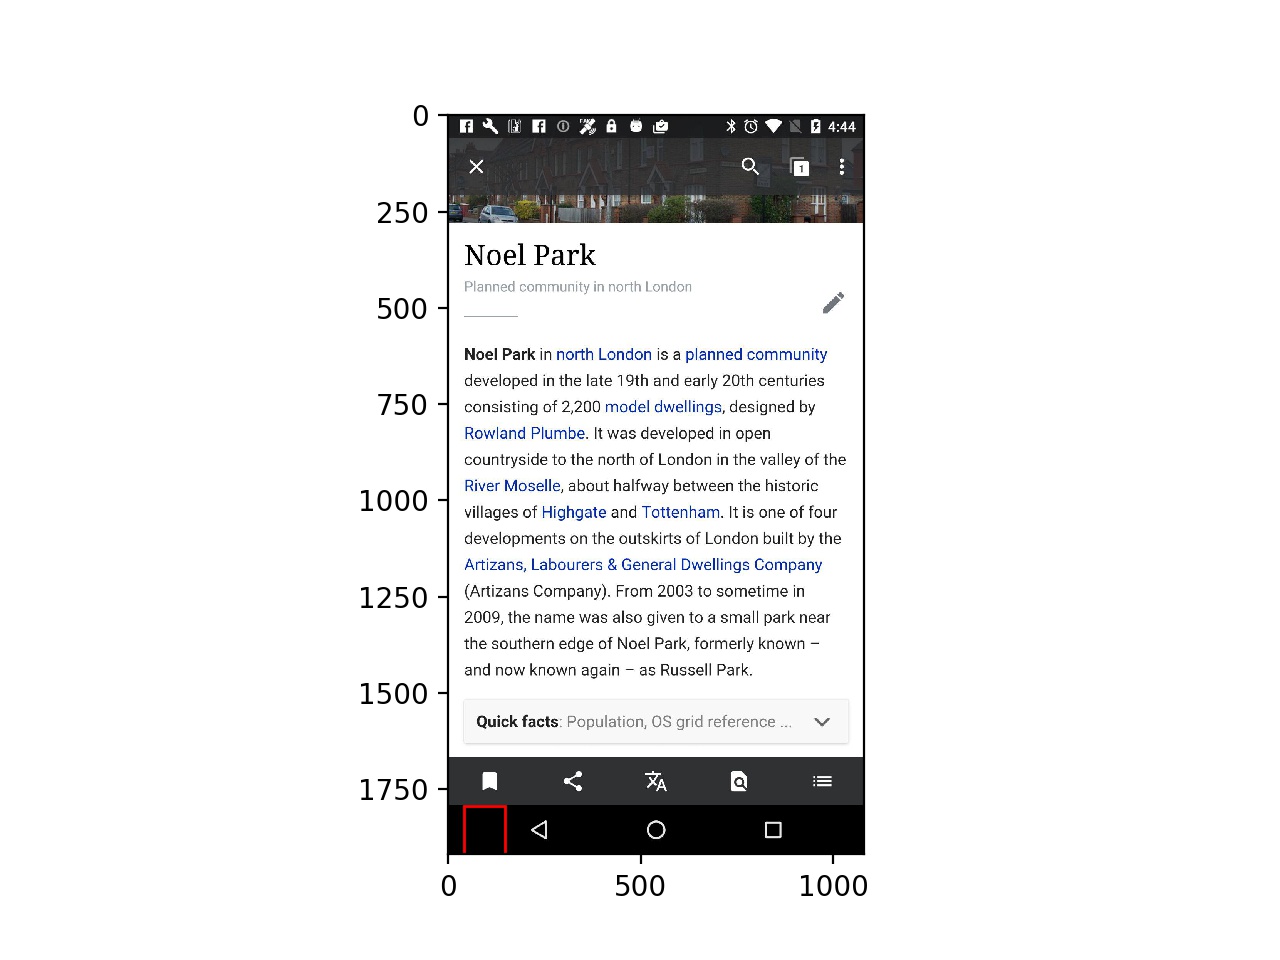 0
4:44
1
250
Noel Park
Planned community in north London
500
Noel Park in north London is a planned community
developed in the late 19th and early 20th centuries
750
consisting of 2,200 model dwellings, designed by
Rowland Plumbe. It was developed in open
countryside to the north of London in the valley of the
River Moselle, about halfway between the historic
1000
villages of Highgate and Tottenham. It is one of four
developments on the outskirts of London built by the
Artizans, Labourers & General Dwellings Company
1250
(Artizans Company). From 2003 to sometime in
2009, the name was also given to a small park near
the southern edge of Noel Park, formerly known –
and now known again – as Russell Park.
1500
Quick facts: Population, OS grid reference ...
1750
0 500 1000